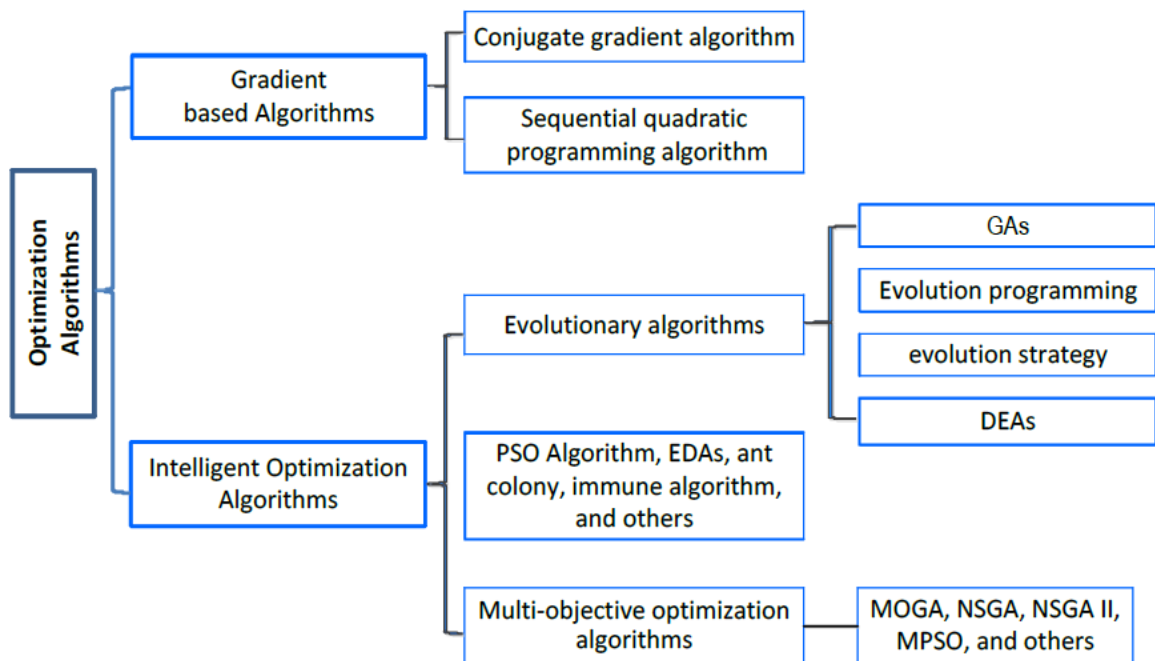 Optimization
Algorithms
Gradient
based Algorithms
Conjugate gradient algorithm
Sequential quadratic
programming algorithm
Intelligent Optimization
Algorithms
Evolutionary algorithms
GAs
Evolution programming
evolution strategy
DEAs
PSO Algorithm, EDAs, ant
colony, immune algorithm,
and others
Multi-objective optimization
algorithms
MOGA, NSGA, NSGA II,
MPSO, and others